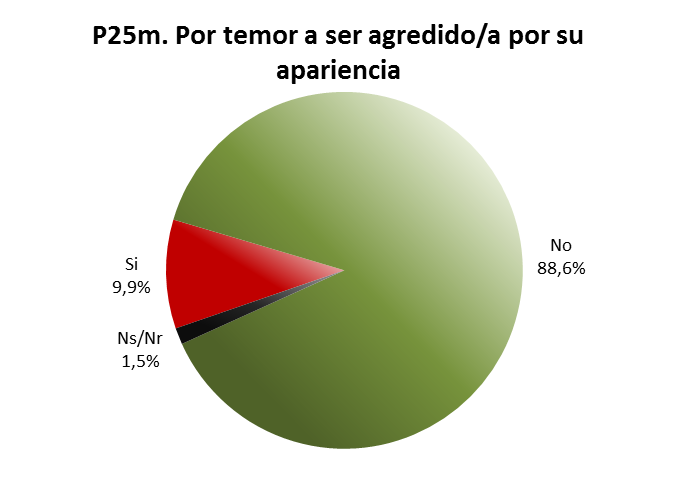 P25m. Por temor a ser agredido/a por su
apariencia
No
88,6%
Si
9,9%
Ns/Nr
1,5%